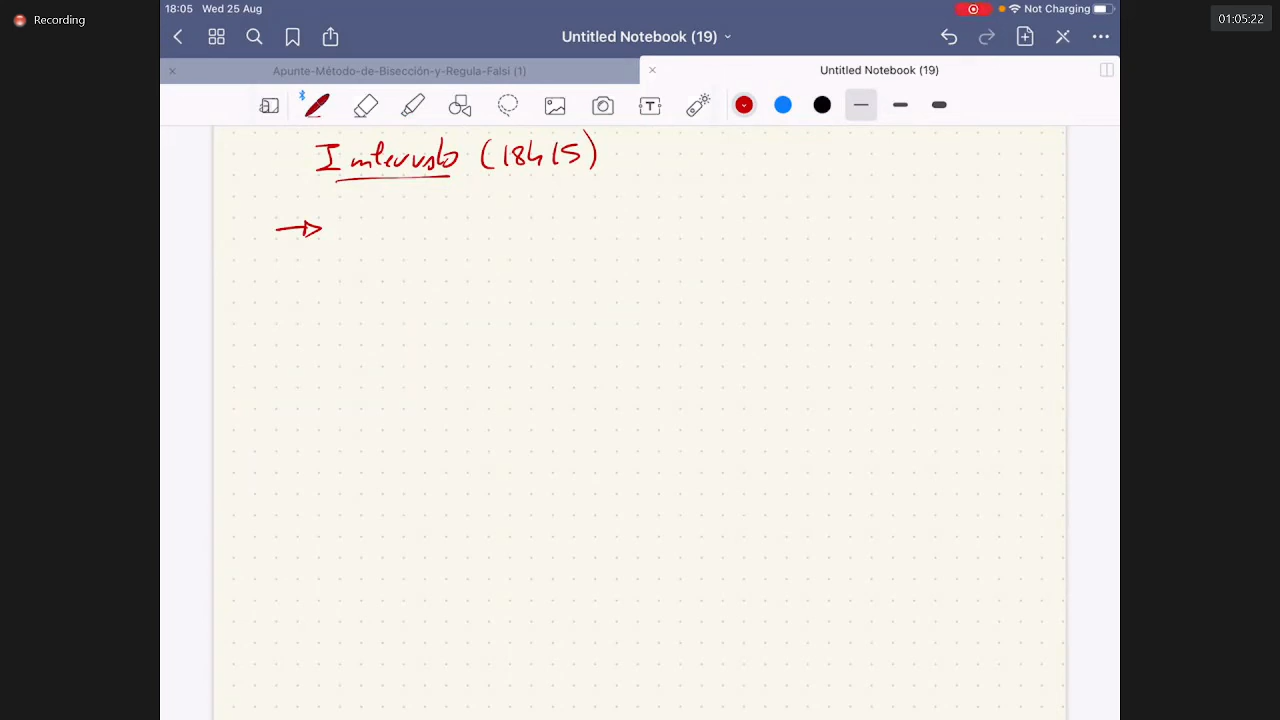 Recording
18:05 Wed 25 Aug
Not Charging
01:05:22
Untitled Notebook (19)
Apunte-Método-de-Bisección-y-Regula-Falsi (1)
Untitled Notebook (19)
T
Intervalo (18h15)